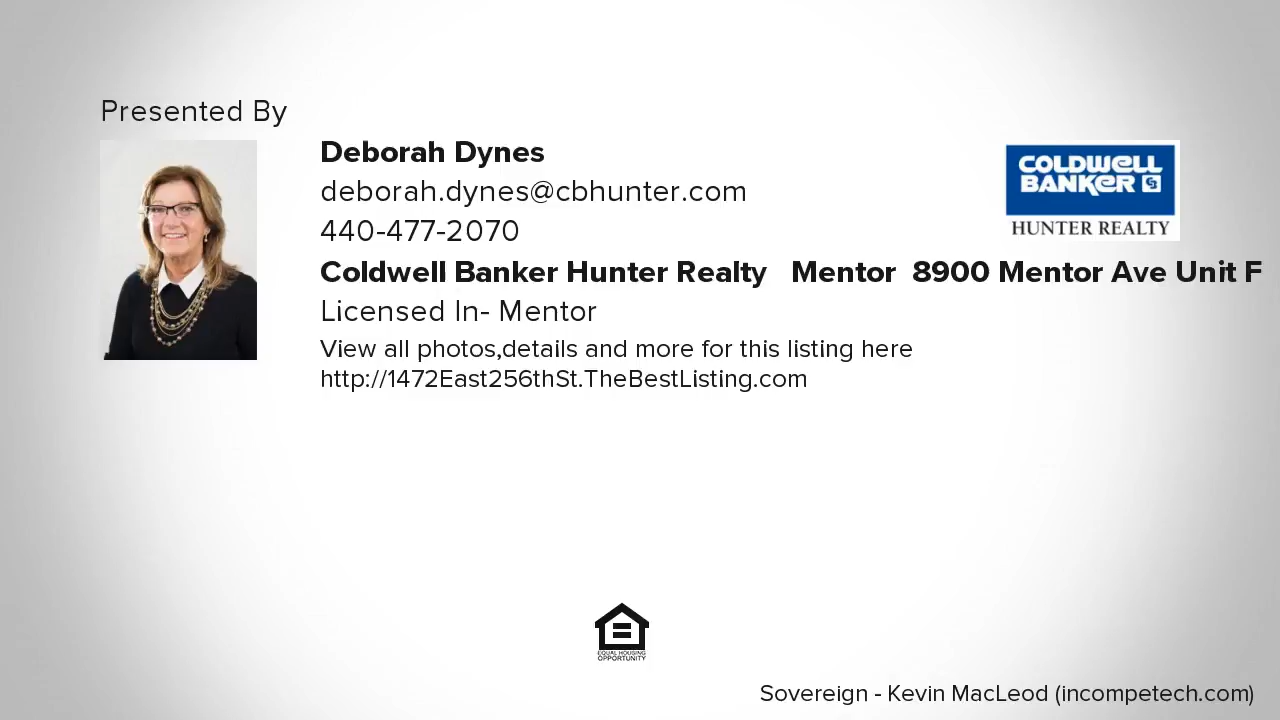 Presented By
Deborah Dynes
deborah.dynes@cbhunter.com
440-477-2070
COLDWELL
BANKER
HUNTER REALTY
Coldwell Banker Hunter Realty   Mentor  8900 Mentor Ave Unit F
Licensed In- Mentor
View all photos,details and more for this listing here
http://1472East256thSt.TheBestListing.com
EQUAL HOUSING
OPPORTUNITY
Sovereign - Kevin MacLeod (incompetech.com)